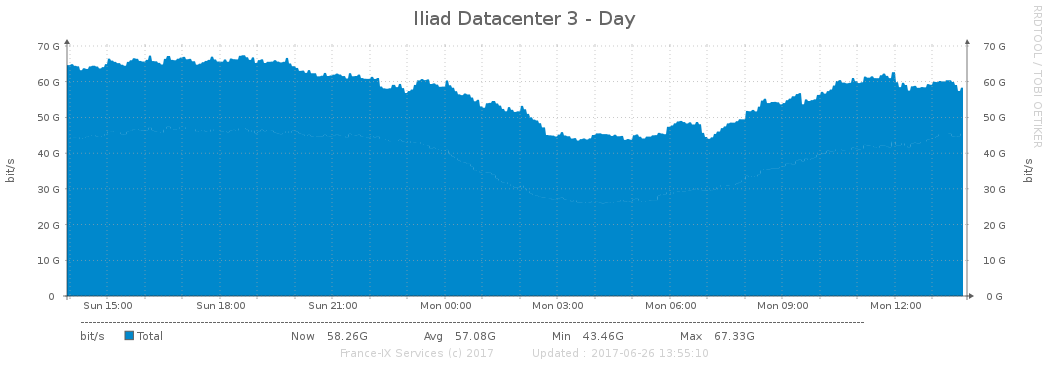 Iliad Datacenter 3 - Day
RRDTOOL / TOBI OETIKER
70 G 70 G
60 G 60 G
50 G 50 G
40 G 40 G
30 G 30 G
20 G 20 G
10 G 10 G
0 0 G
bit/s bit/s
Sun 15:00 Sun 18:00 Sun 21:00 Mon 00:00 Mon 03:00 Mon 06:00 Mon 09:00 Mon 12:00
bit/s Total Now 58.26G Avg 57.08G Min 43.46G Max 67.33G
France-IX Services (c) 2017 Updated : 2017-06-26 13:55:10